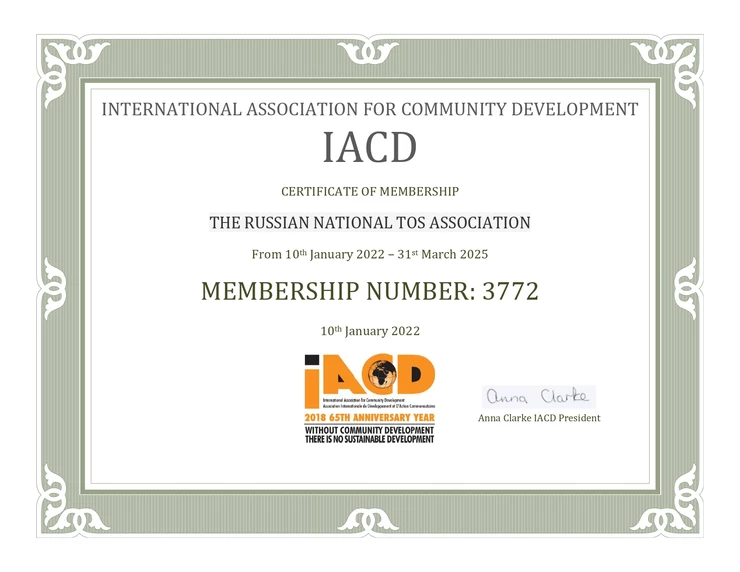 INTERNATIONAL ASSOCIATION FOR COMMUNITY DEVELOPMENT
IACD
CERTIFICATE OF MEMBERSHIP
THE RUSSIAN NATIONAL TOS ASSOCIATION
From 10th January 2022 – 31st March 2025
MEMBERSHIP NUMBER: 3772
10th January 2022
iACD
International Association for Community Development
Association Internationale de Développement et D'Action Communautaires
2018 65TH ANNIVERSARY YEAR
WITHOUT COMMUNITY DEVELOPMENT
THERE IS NO SUSTAINABLE DEVELOPMENT
Anna Clarke
Anna Clarke IACD President